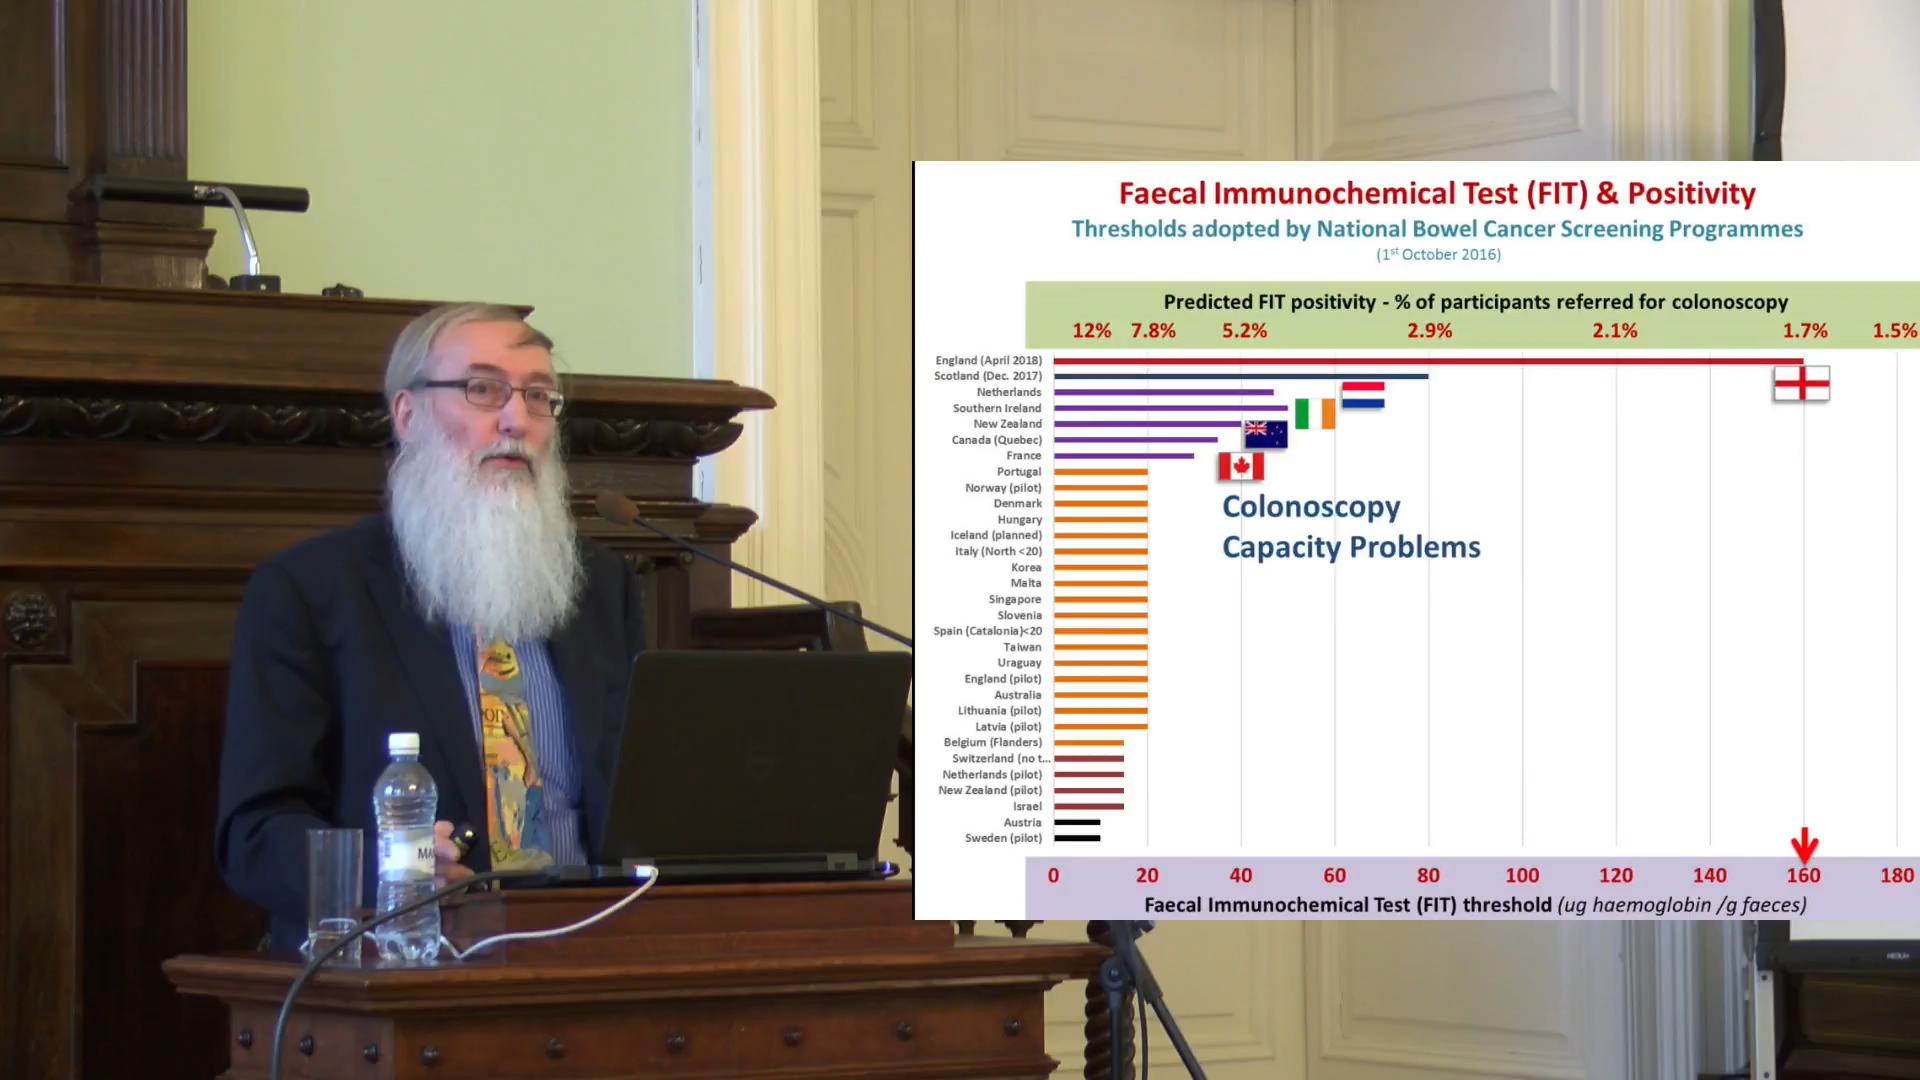 Faecal Immunochemical Test (FIT) & Positivity
Thresholds adopted by National Bowel Cancer Screening Programmes
(1st October 2016)
Predicted FIT positivity - % of participants referred for colonoscopy
12% 7.8% 5.2% 2.9% 2.1% 1.7% 1.5%
England (April 2018)
Scotland (Dec. 2017)
Netherlands
Southern Ireland
New Zealand
Canada (Quebec)
France
Portugal
Norway (pilot)
Denmark
Hungary
Iceland (planned)
Italy (North <20)
Korea
Malta
Singapore
Slovenia
Spain (Catalonia)<20
Taiwan
Uraguay
England (pilot)
Australia
Lithuania (pilot)
Latvia (pilot)
Belgium (Flanders)
Switzerland (no t...
Netherlands (pilot)
New Zealand (pilot)
Israel
Austria
Sweden (pilot)
Colonoscopy
Capacity Problems
0 20 40 60 80 100 120 140 160 180
Faecal Immunochemical Test (FIT) threshold (ug haemoglobin /g faeces)